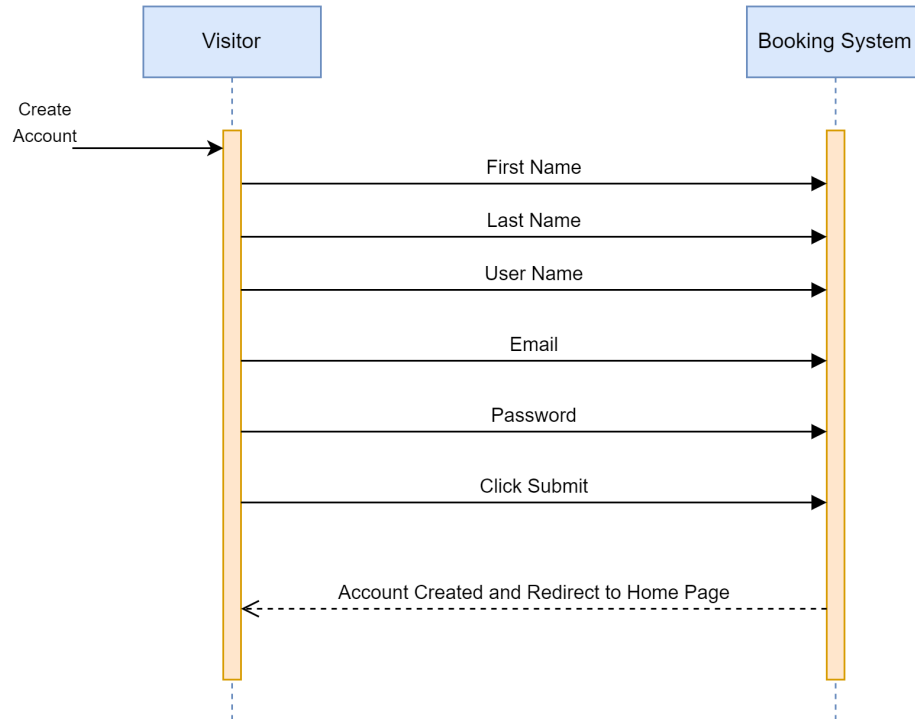 Visitor
Booking System
Create
Account
First Name
Last Name
User Name
Email
Password
Click Submit
Account Created and Redirect to Home Page